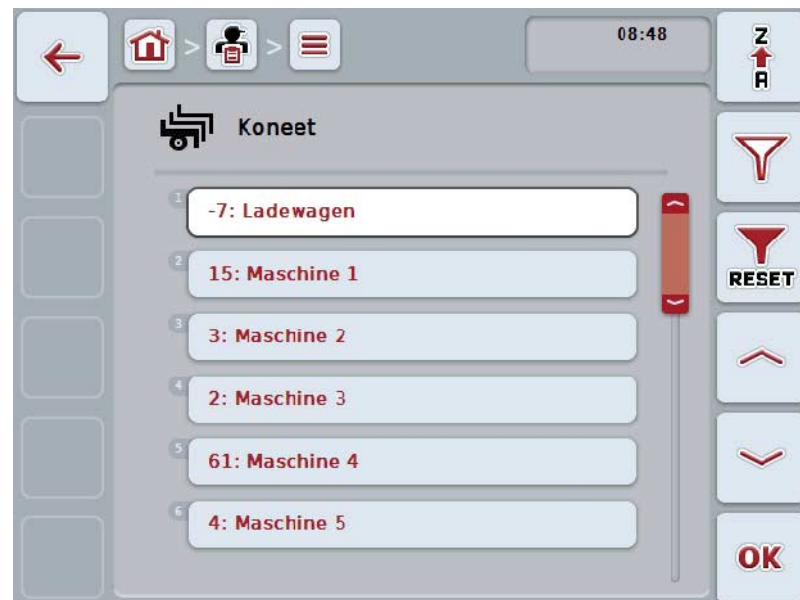 08:48
Z
A
Koneet
1
-7: Ladewagen
2
15: Maschine 1
RESET
3
3: Maschine 2
4
2: Maschine 3
5
61: Maschine 4
6
4: Maschine 5
OK